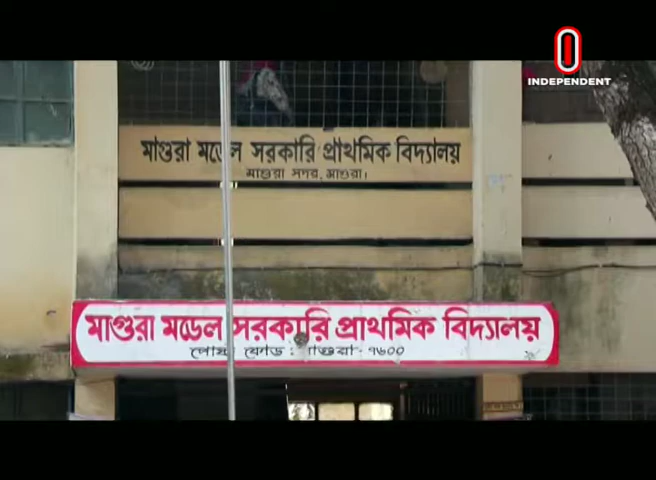 INDEPENDENT
মাগুরা মডেল সরকারি প্রাথমিক বিদ্যালয়
মাগুরা সদর, মাগুরা।
মাগুরা মডেল সরকারি প্রাথমিক বিদ্যালয়
পোষ্ট কোড : মাগুরা - ৭৬০০